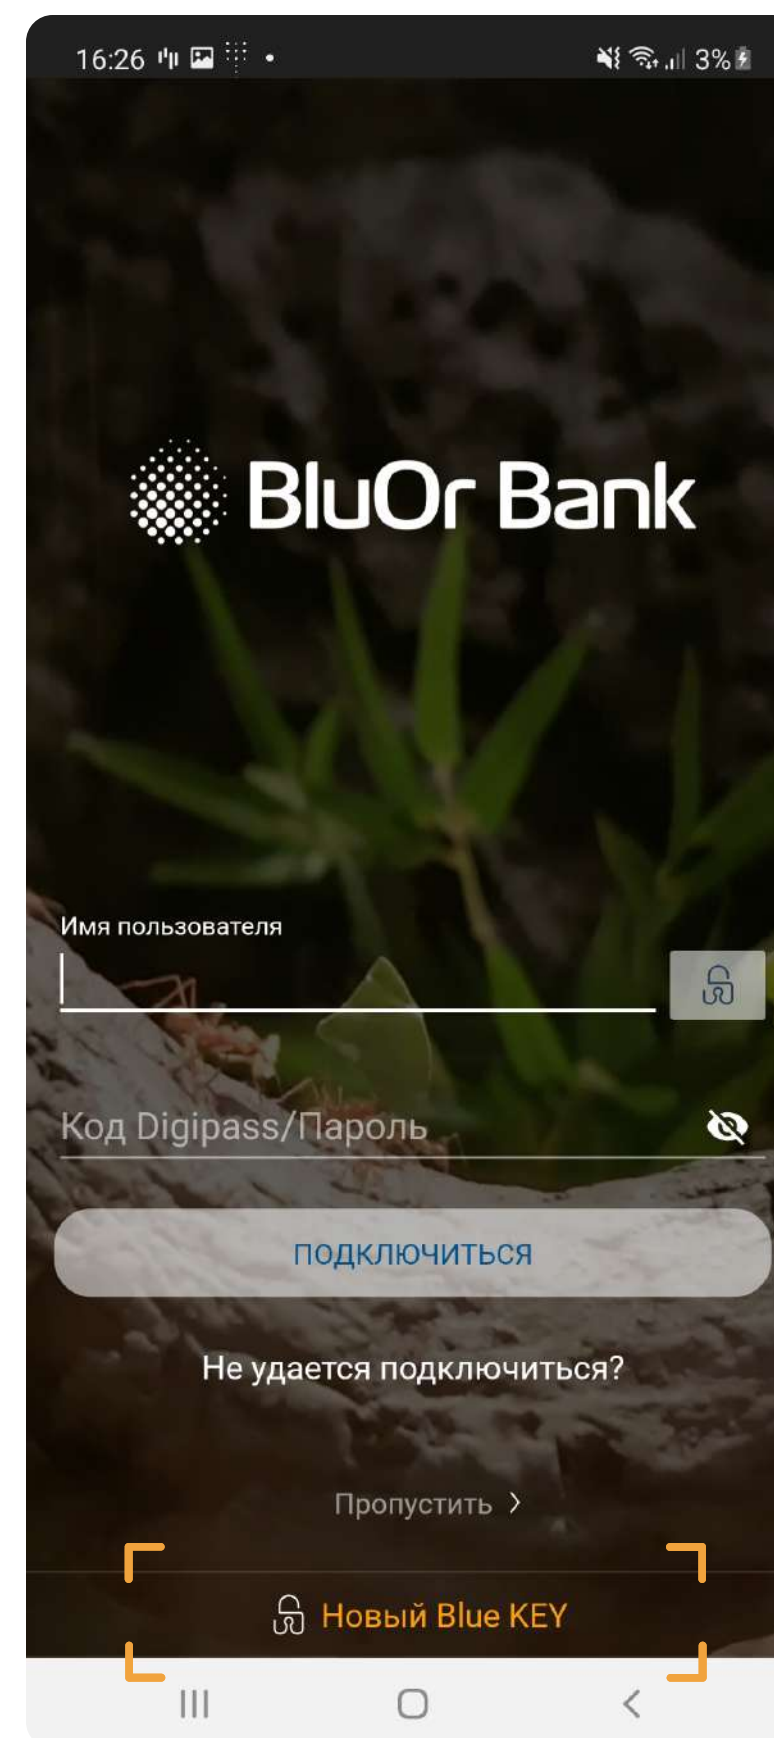 16:26
3%
BluOr Bank
Имя пользователя
Код Digipass/Пароль
ПОДКЛЮЧИТЬСЯ
Не удается подключиться?
Пропустить
Новый Blue KEY